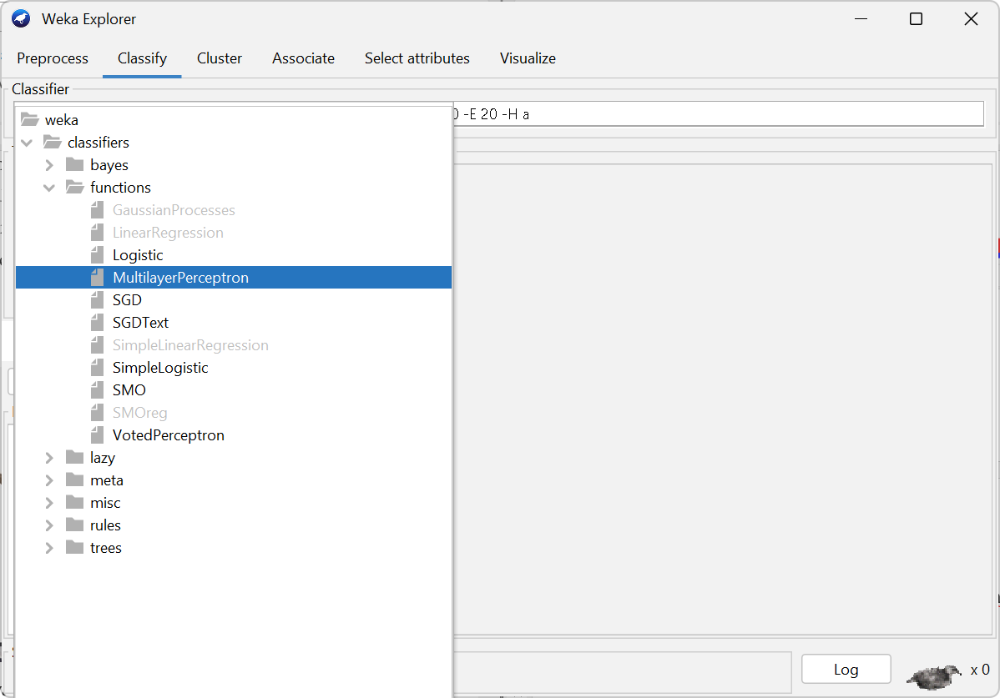 Weka Explorer
Preprocess Classify Cluster Associate Select attributes Visualize
Classifier
-E 20 -H a
weka
classifiers
bayes
functions
GaussianProcesses
LinearRegression
Logistic
MultilayerPerceptron
SGD
SGDText
SimpleLinearRegression
SimpleLogistic
SMO
SMOreg
VotedPerceptron
lazy
meta
misc
rules
trees
Log x 0